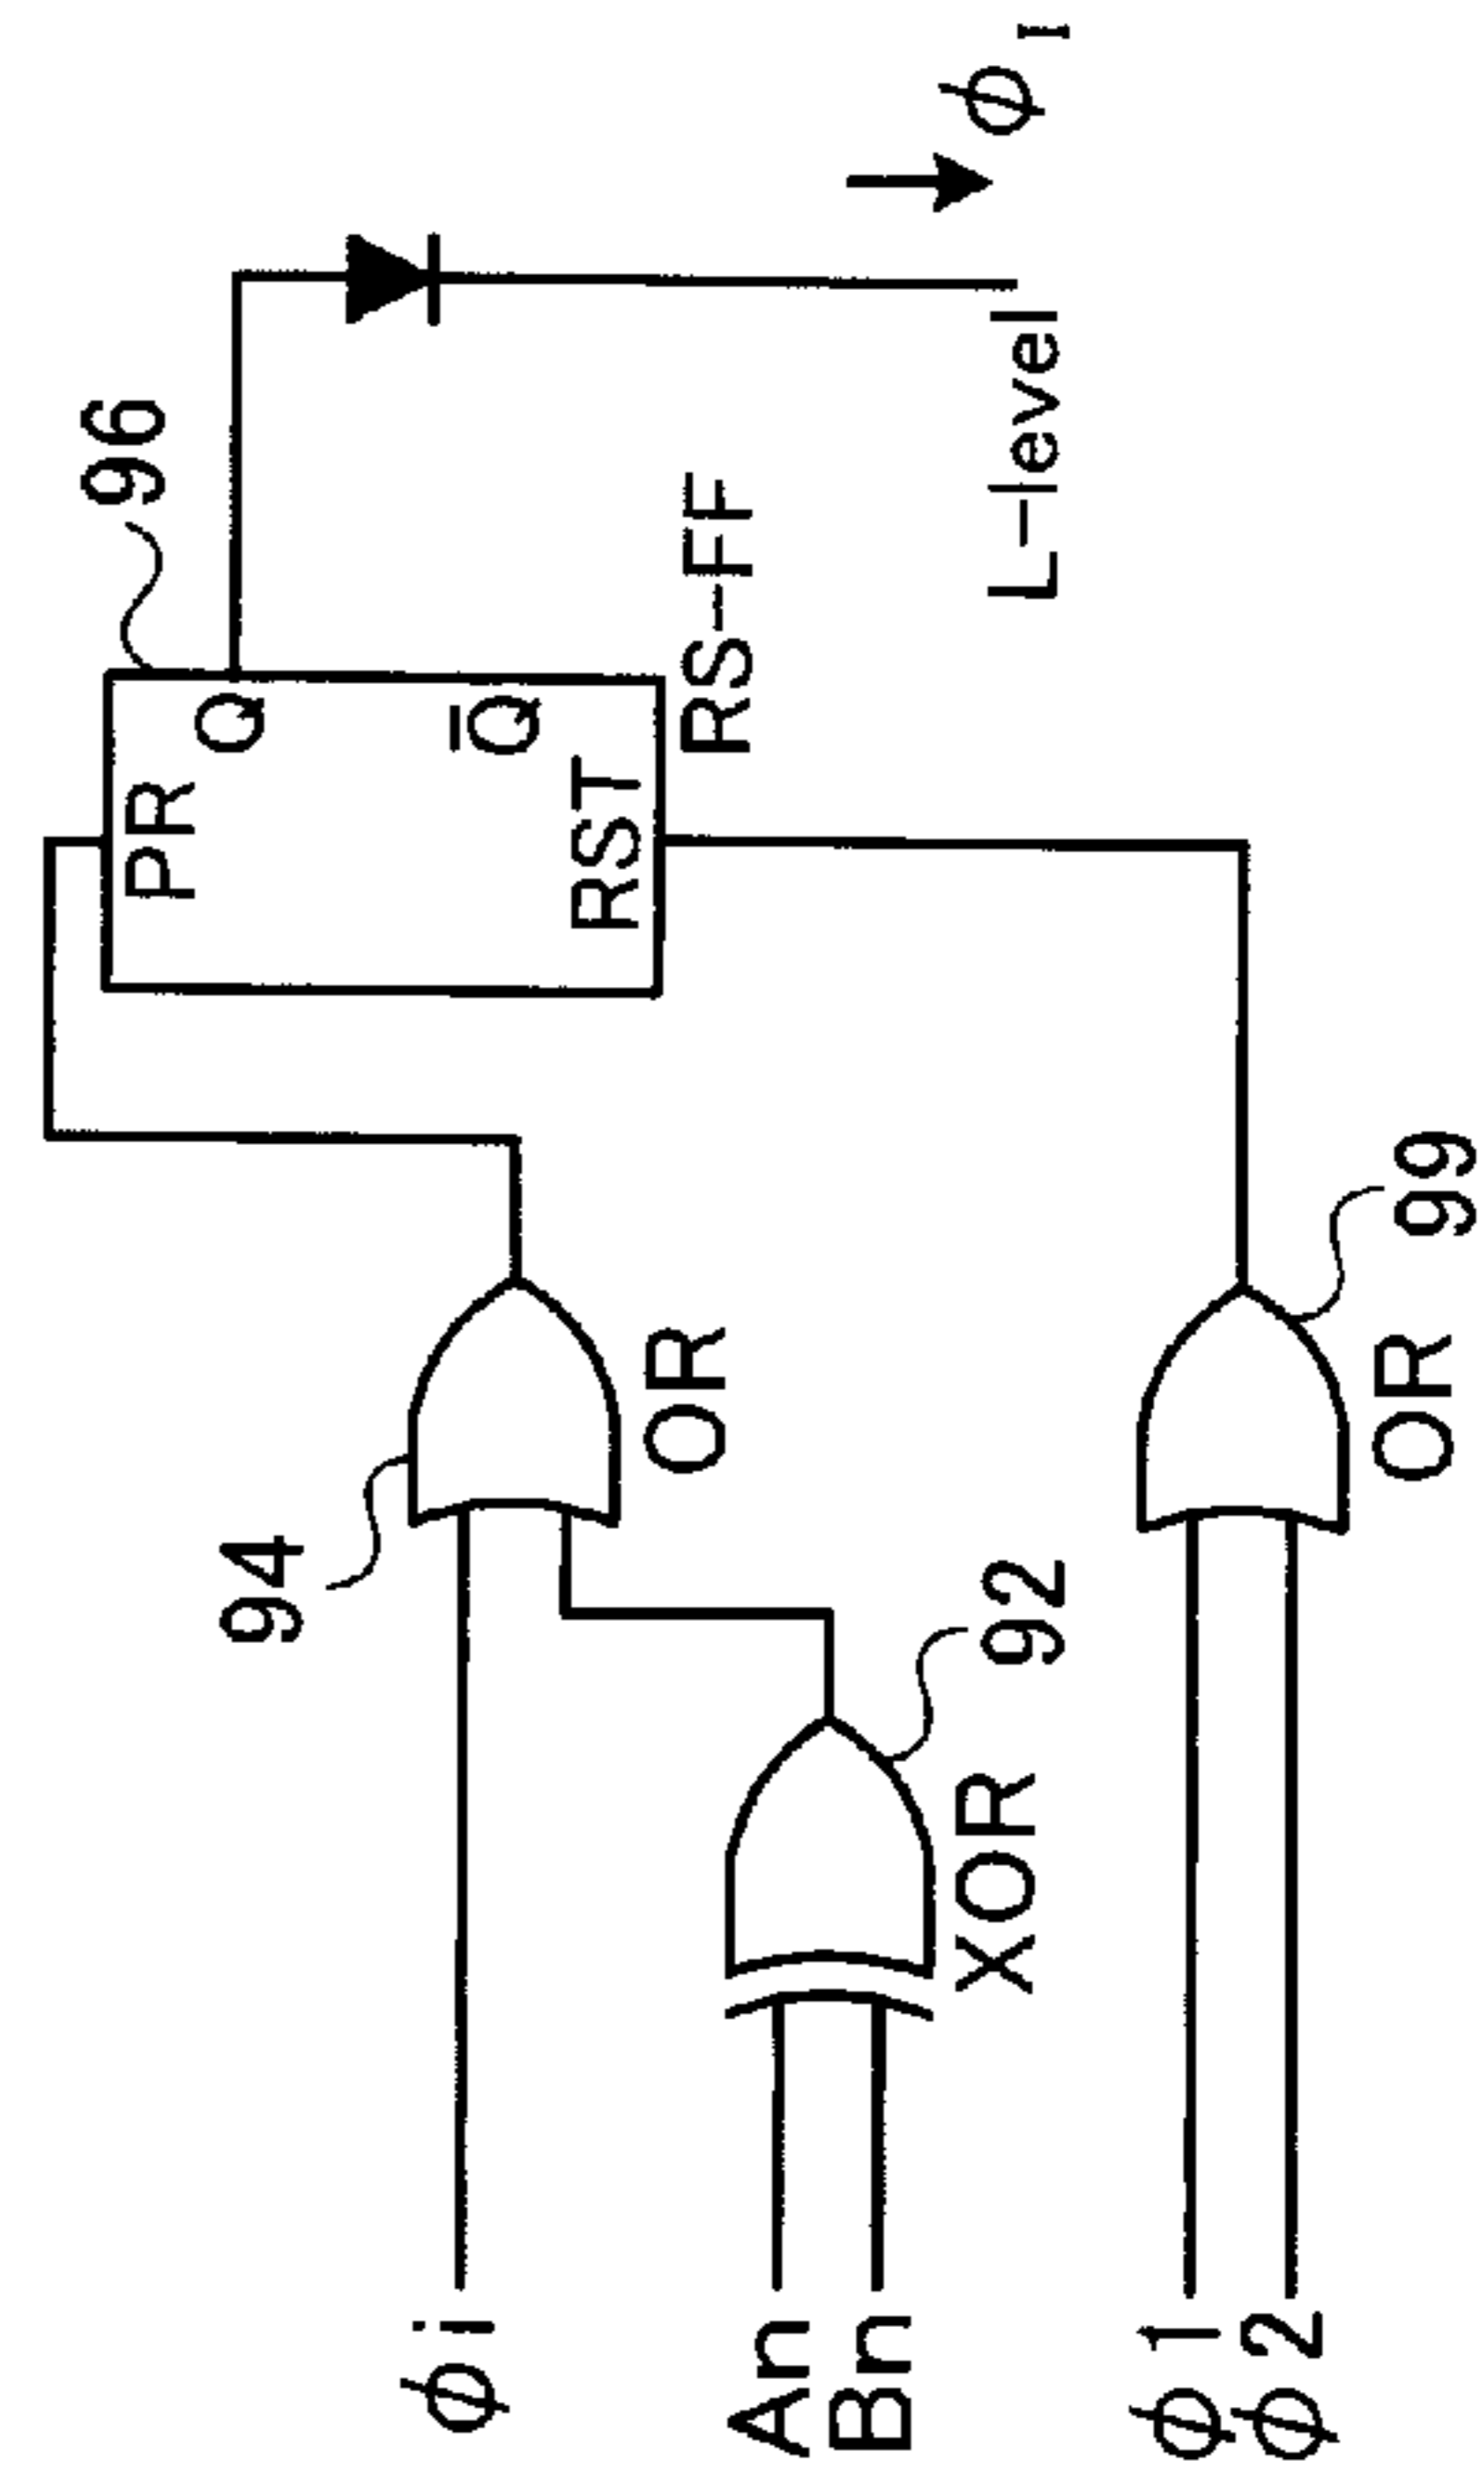 φi
An
Bn
φ1
φ2
XOR
92
94
OR
OR
99
PR
RST
Q
Q̅
96
RS-FF
L-level
φI